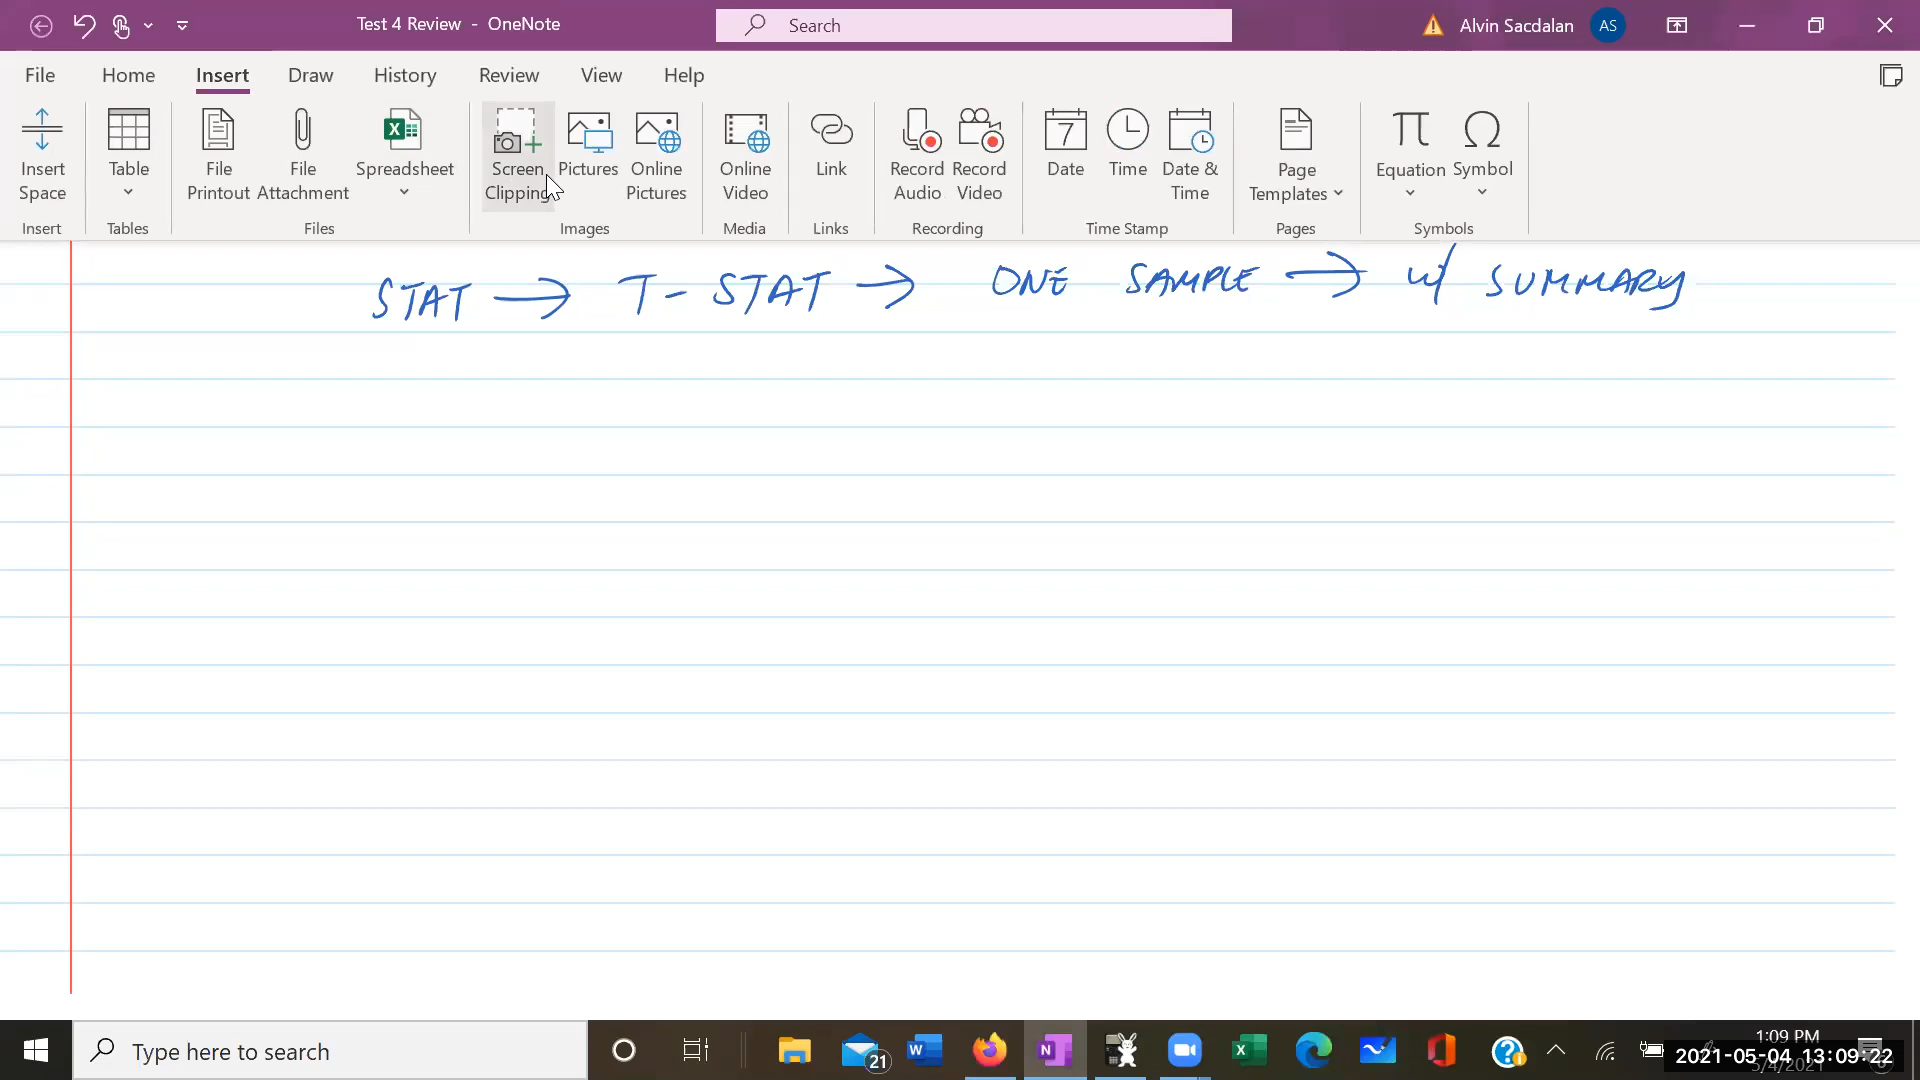 Test 4 Review - OneNote
Search
Alvin Sacdalan
AS
File Home Insert Draw History Review View Help
Insert Space
Table
File Printout
File Attachment
Spreadsheet
Screen Clipping
Pictures
Online Pictures
Online Video
Link
Record Audio
Record Video
7
Date
Time
Date & Time
Page Templates
Equation
Symbol
Insert Tables Files Images Media Links Recording Time Stamp Pages Symbols
STAT → T-STAT → ONE SAMPLE → w/ SUMMARY
Type here to search
21
1:09 PM
2021-05-04 13:09:22